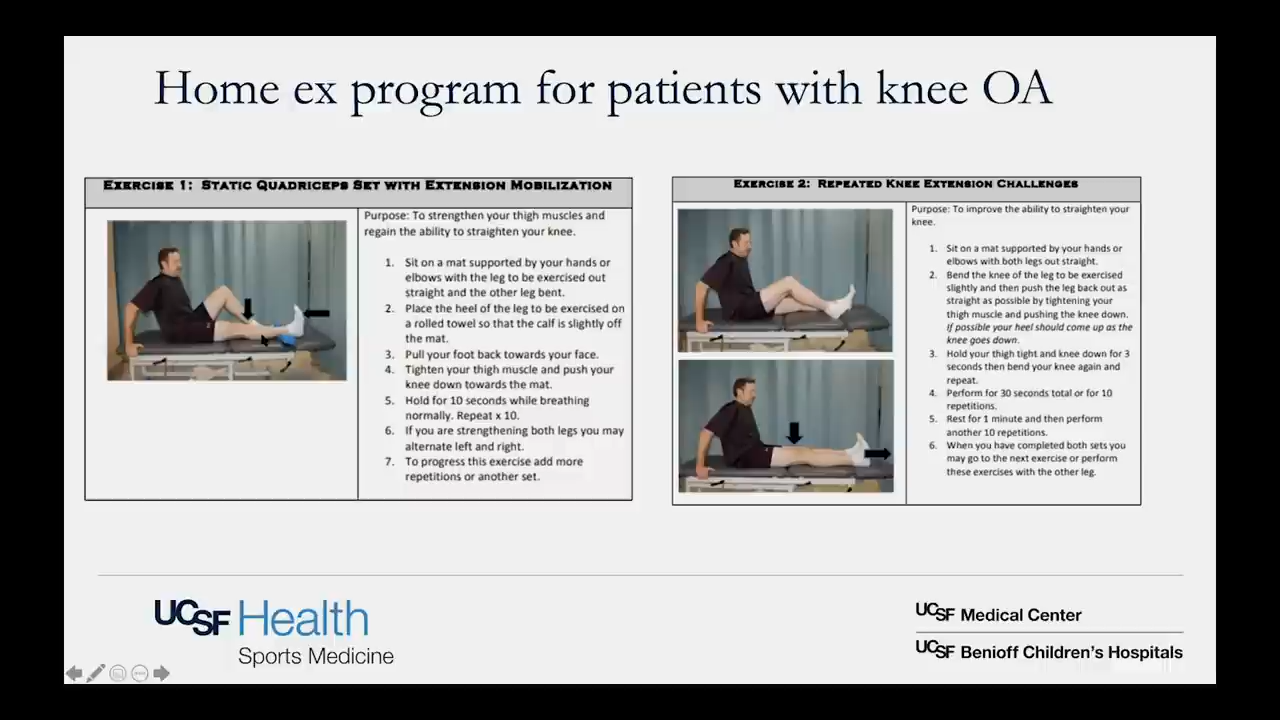 Home ex program for patients with knee OA
Exercise 1: Static Quadriceps Set with Extension Mobilization
Purpose: To strengthen your thigh muscles and
regain the ability to straighten your knee.
1. Sit on a mat supported by your hands or
elbows with the leg to be exercised out
straight and the other leg bent.
2. Place the heel of the leg to be exercised on
a rolled towel so that the calf is slightly off
the mat.
3. Pull your foot back towards your face.
4. Tighten your thigh muscle and push your
knee down towards the mat.
5. Hold for 10 seconds while breathing
normally. Repeat x 10.
6. If you are strengthening both legs you may
alternate left and right.
7. To progress this exercise add more
repetitions or another set.
Exercise 2: Repeated Knee Extension Challenges
Purpose: To improve the ability to straighten your
knee.
1. Sit on a mat supported by your hands or
elbows with both legs out straight.
2. Bend the knee of the leg to be exercised
slightly and then push the leg back out as
straight as possible by tightening your
thigh muscle and pushing the knee down.
If possible your heel should come up as the
knee goes down.
3. Hold your thigh tight and knee down for 3
seconds then bend your knee again and
repeat.
4. Perform for 30 seconds total or for 10
repetitions.
5. Rest for 1 minute and then perform
another 10 repetitions.
6. When you have completed both sets you
may go to the next exercise or perform
these exercises with the other leg.
UCSF Health
Sports Medicine
UCSF Medical Center
UCSF Benioff Children's Hospitals